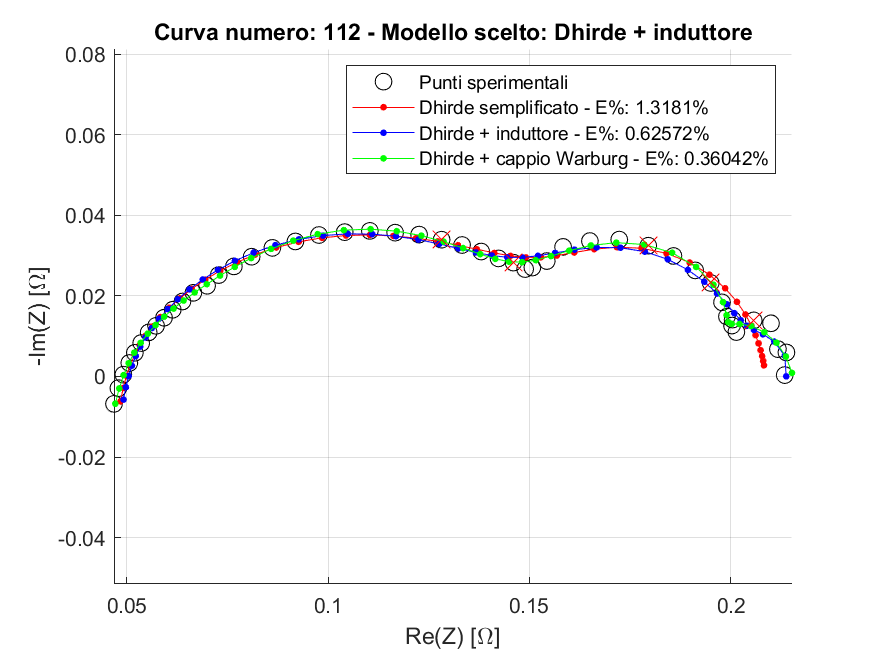 Curva numero: 112 - Modello scelto: Dhirde + induttore
Punti sperimentali
Dhirde semplificato - E%: 1.3181%
Dhirde + induttore - E%: 0.62572%
Dhirde + cappio Warburg - E%: 0.36042%
0.08
0.06
0.04
0.02
0
-0.02
-0.04
-Im(Z) [Ω]
0.05
0.1
0.15
0.2
Re(Z) [Ω]